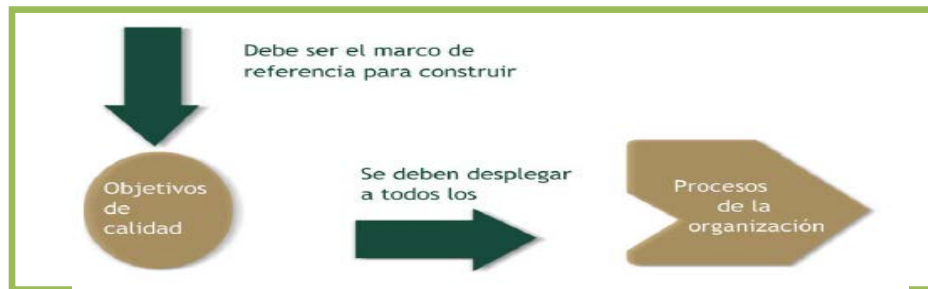 Debe ser el marco de
referencia para construir
Objetivos
de
calidad
Se deben desplegar
a todos los
Procesos
de la
organización